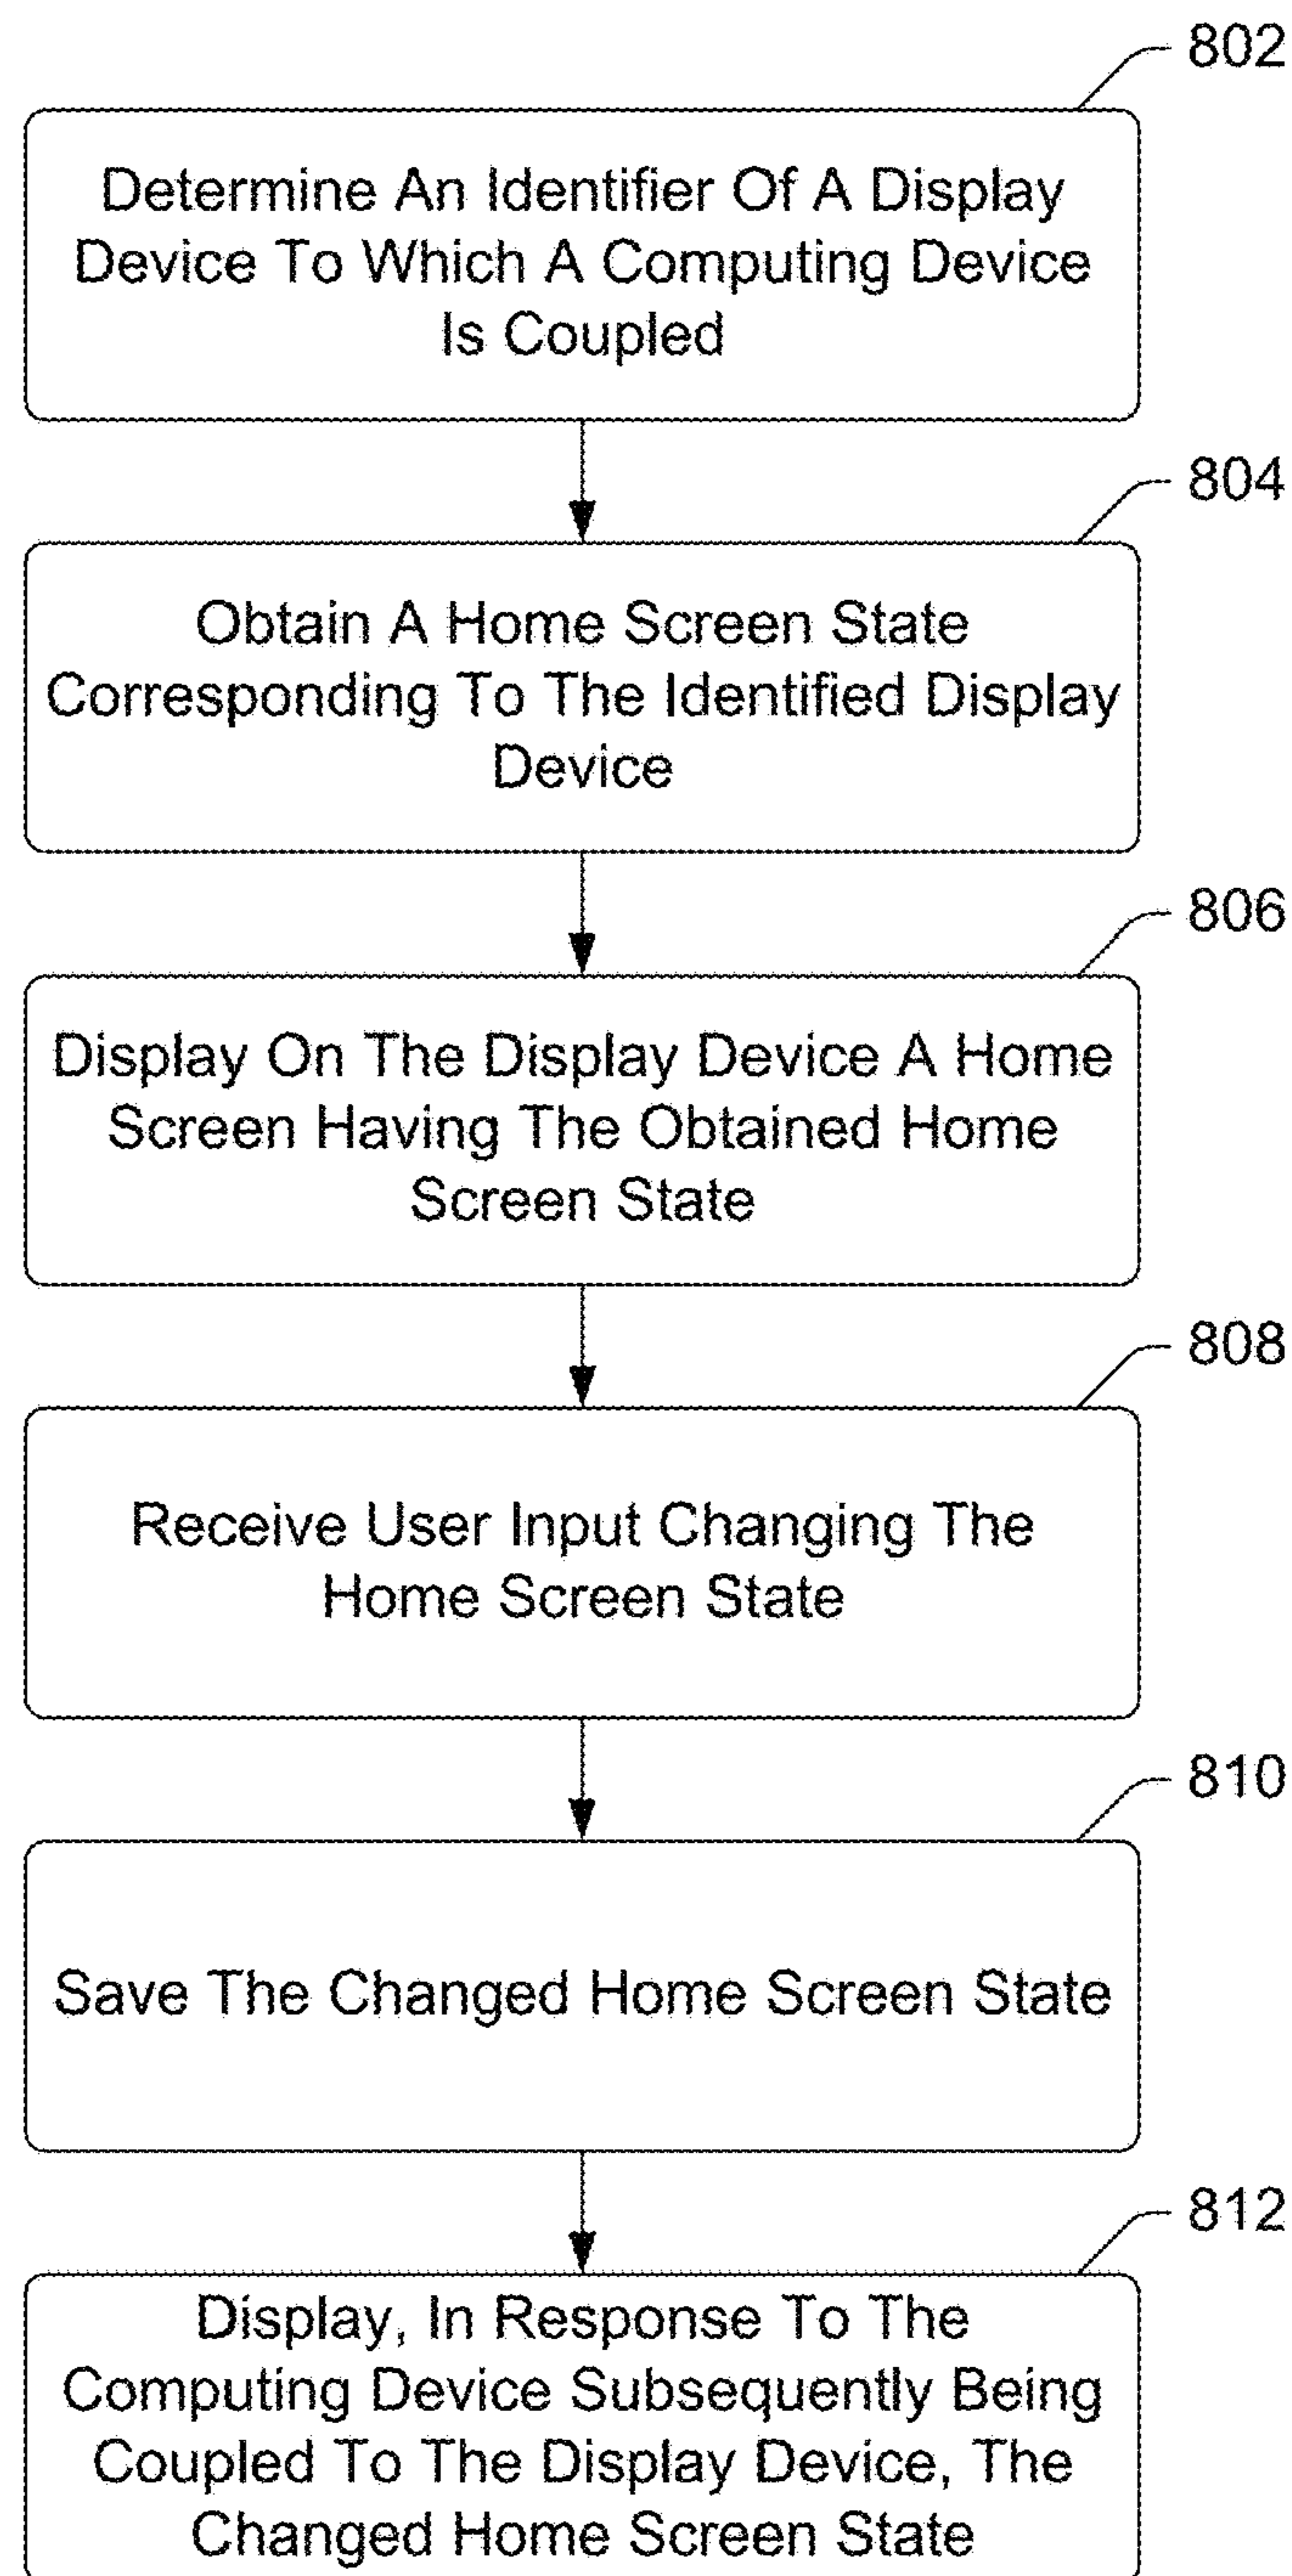 802
Determine An Identifier Of A Display
Device To Which A Computing Device
Is Coupled
804
Obtain A Home Screen State
Corresponding To The Identified Display
Device
806
Display On The Display Device A Home
Screen Having The Obtained Home
Screen State
808
Receive User Input Changing The
Home Screen State
810
Save The Changed Home Screen State
812
Display, In Response To The
Computing Device Subsequently Being
Coupled To The Display Device, The
Changed Home Screen State